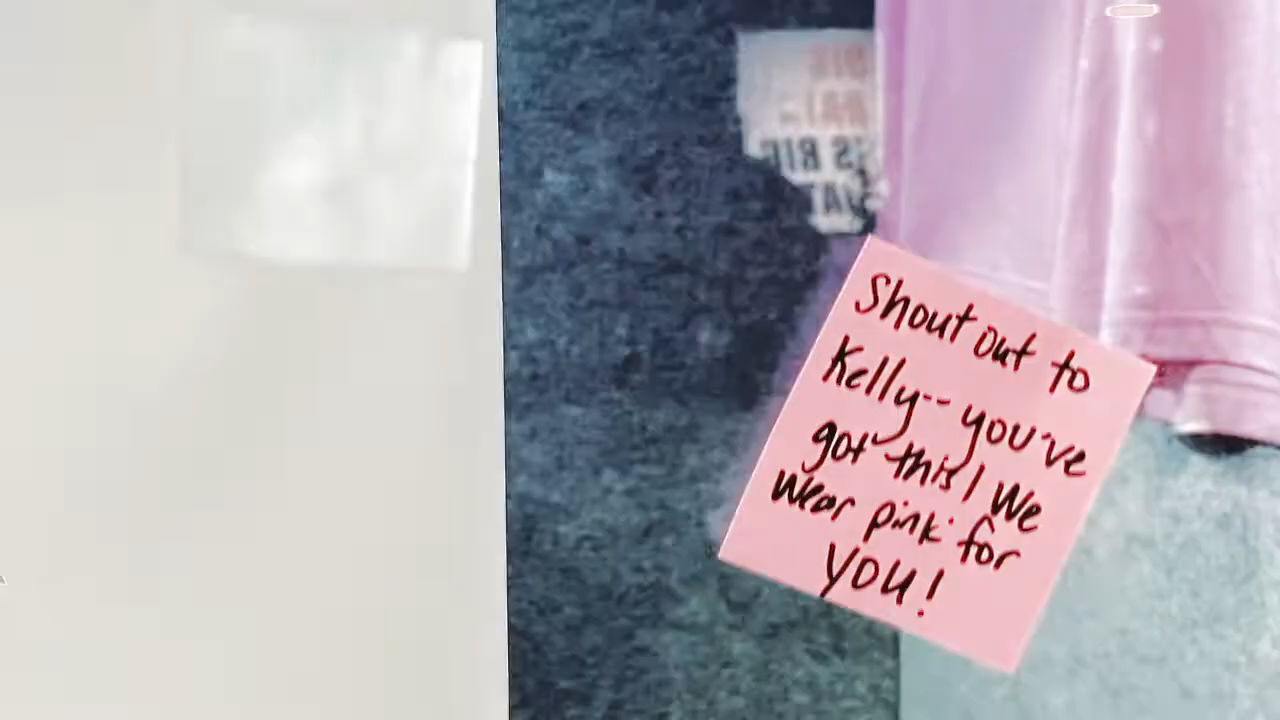 Shout out to
Kelly-- you've
got this! We
wear pink for
YOU!